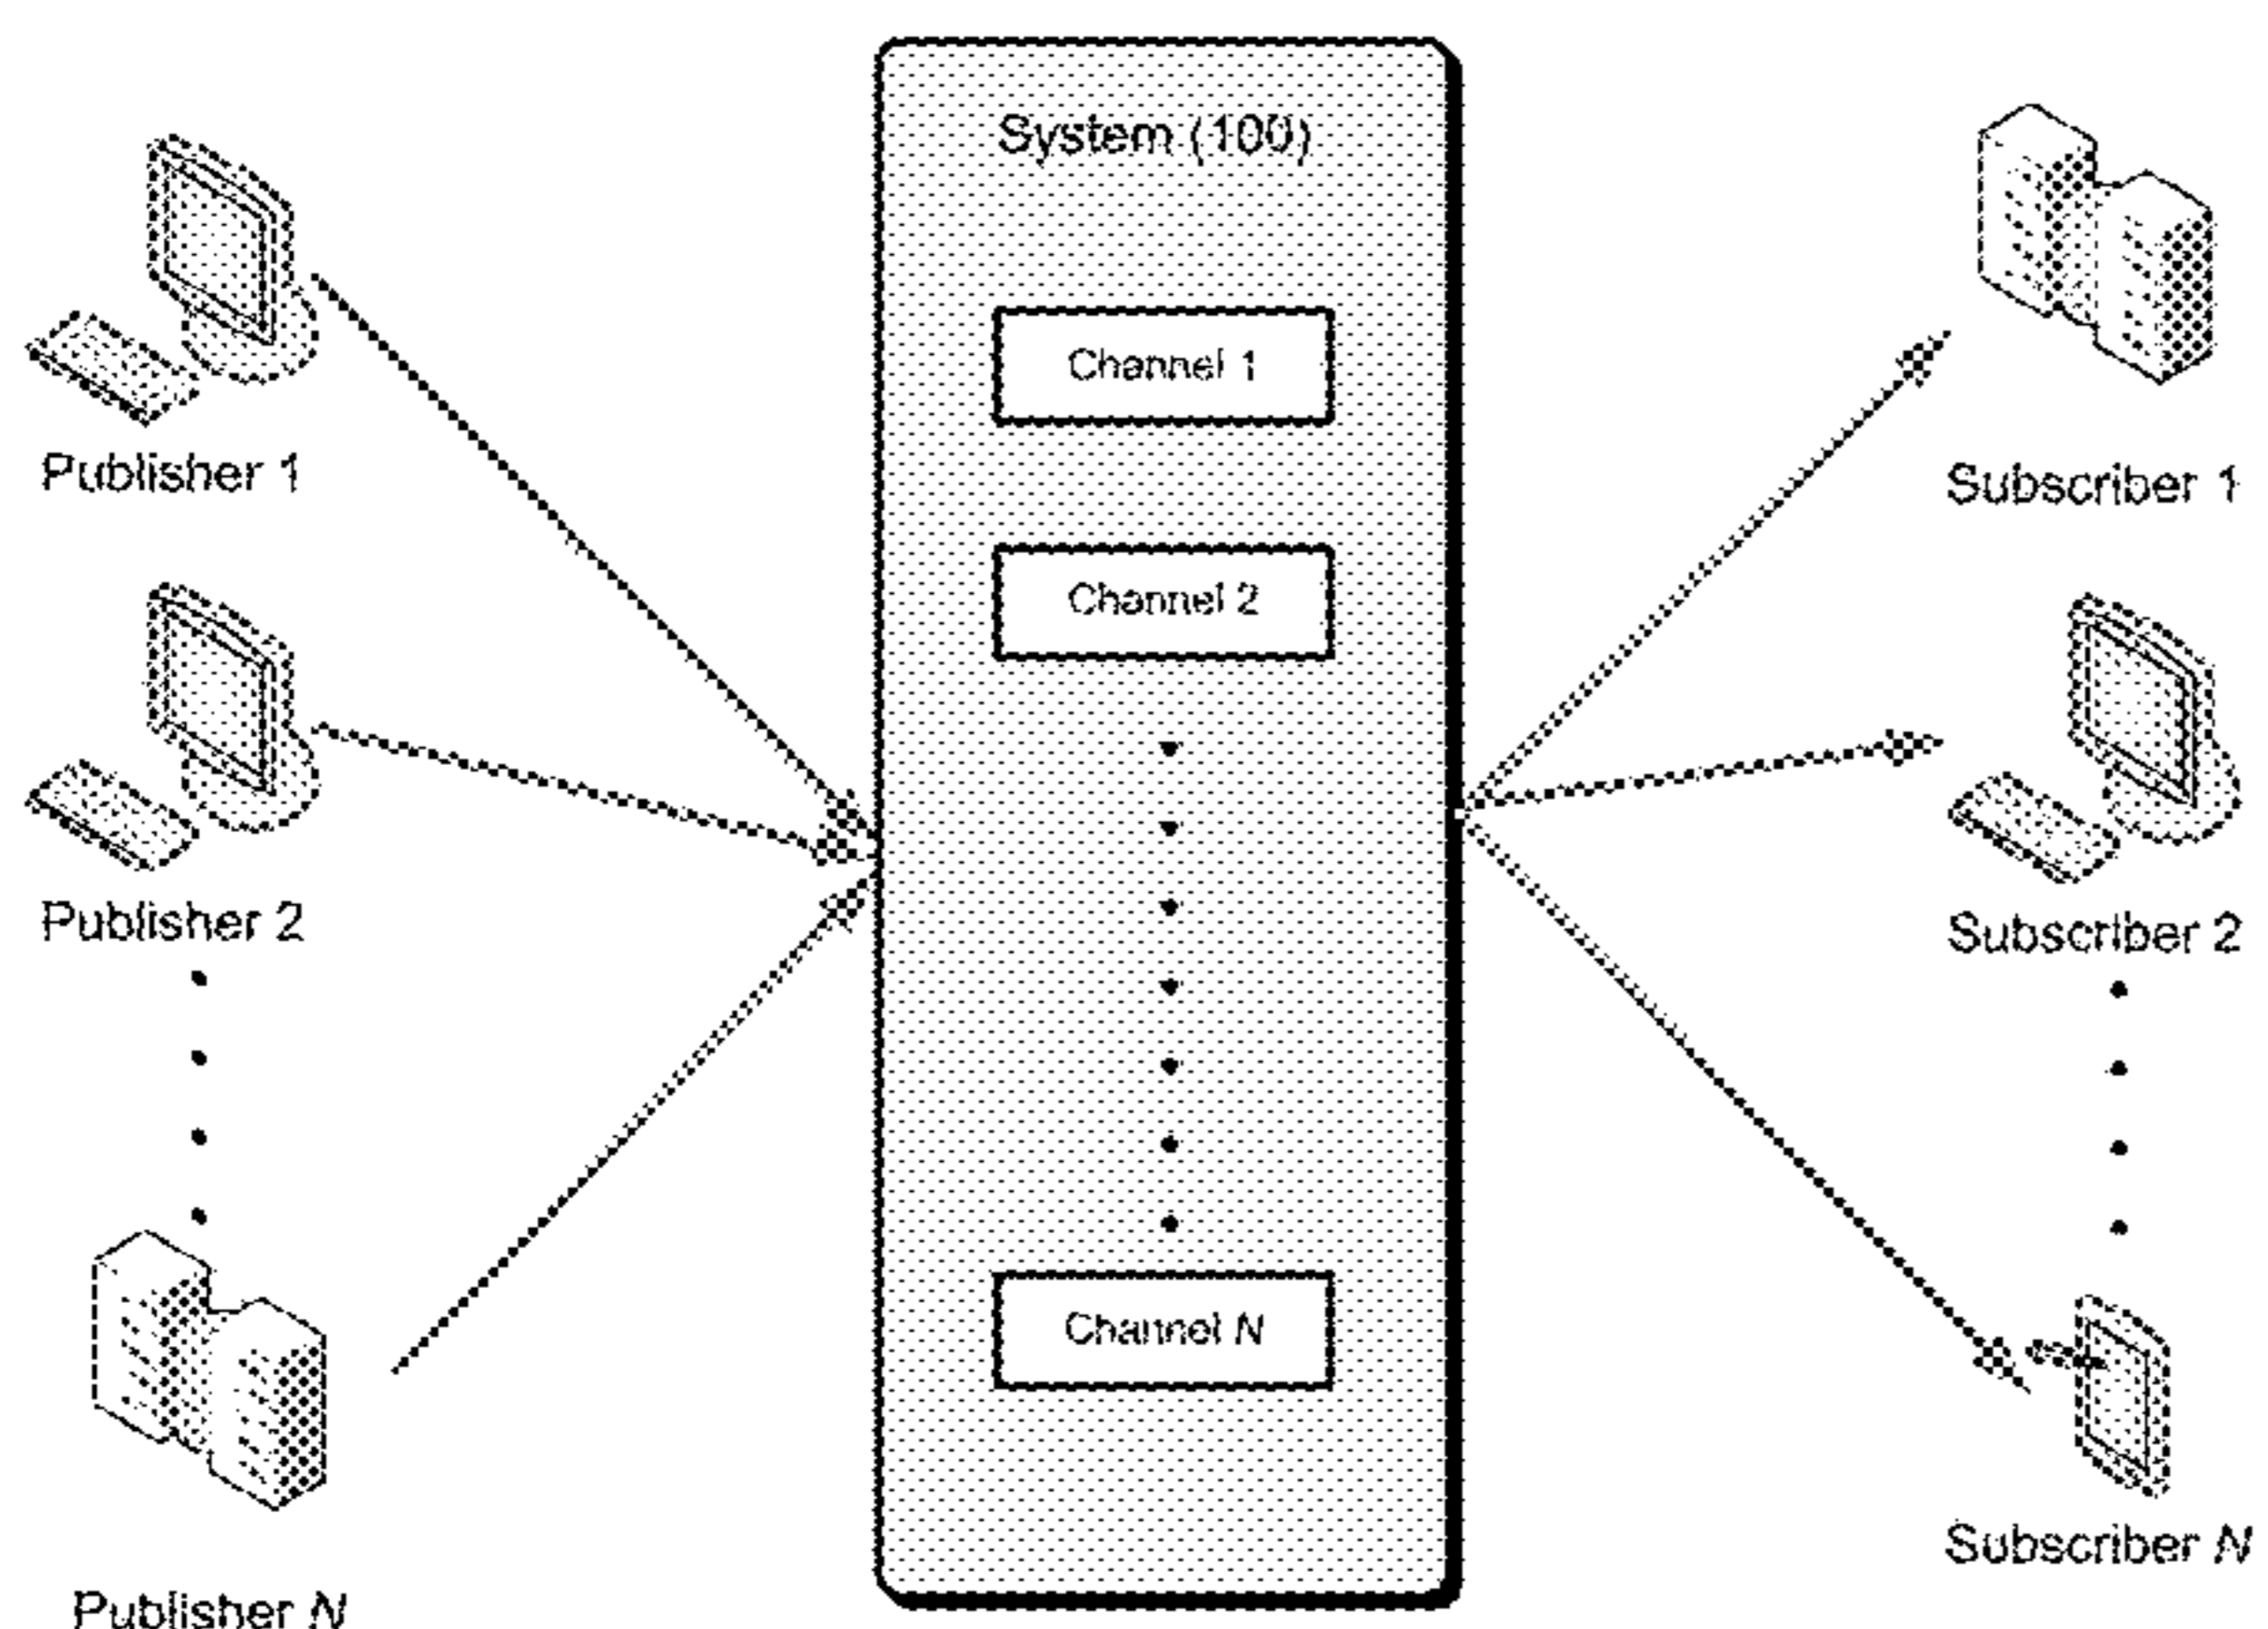 System (100)
Channel 1
Channel 2
Channel N
Publisher 1
Publisher 2
Publisher N
Subscriber 1
Subscriber 2
Subscriber N